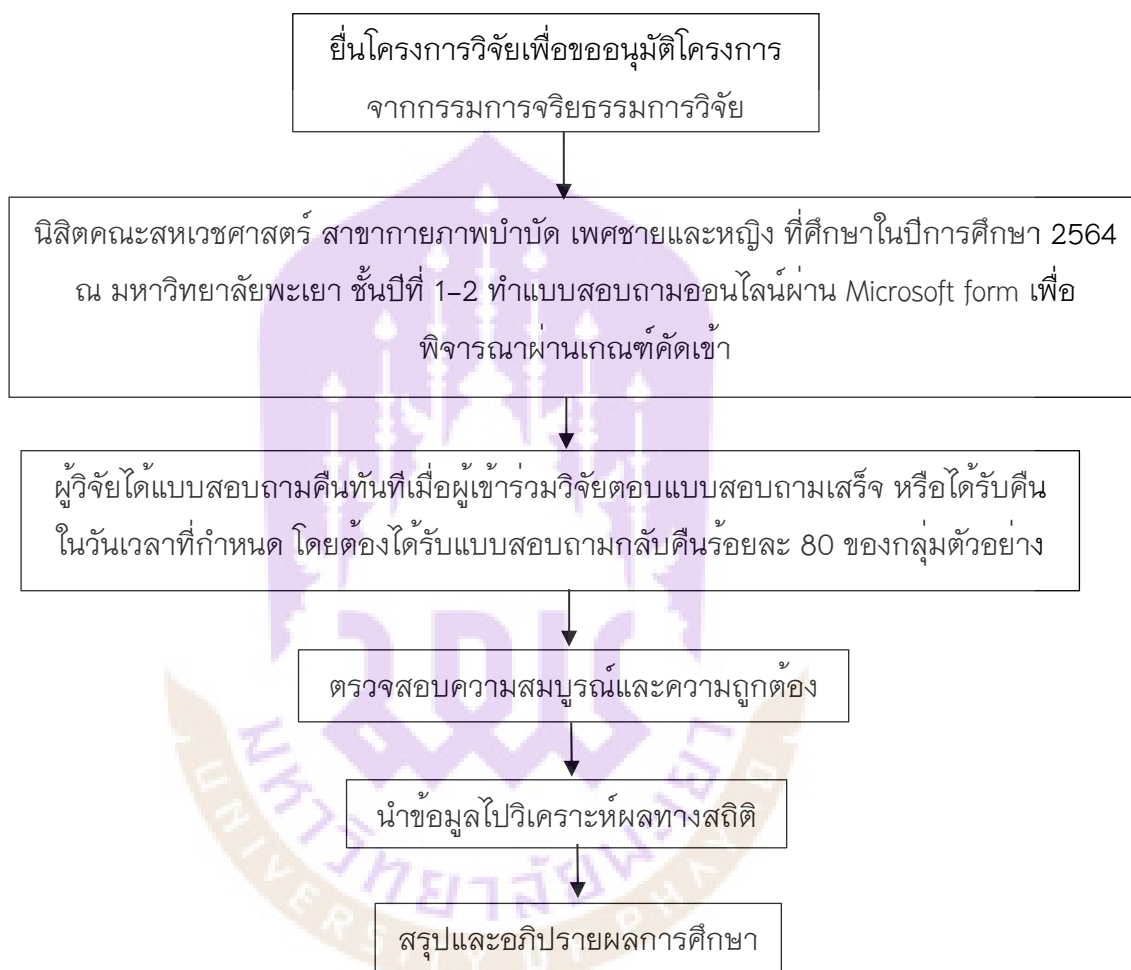 ยื่นโครงการวิจัยเพื่อขออนุมัติโครงการ
จากกรรมการจริยธรรมการวิจัย
นิสิตคณะสหเวชศาสตร์ สาขากายภาพบำบัด เพศชายและหญิง ที่ศึกษาในปีการศึกษา 2564
ณ มหาวิทยาลัยพะเยา ชั้นปีที่ 1-2 ทำแบบสอบถามออนไลน์ผ่าน Microsoft form เพื่อ
พิจารณาผ่านเกณฑ์คัดเข้า
ผู้วิจัยได้แบบสอบถามคืนทันทีเมื่อผู้เข้าร่วมวิจัยตอบแบบสอบถามเสร็จ หรือได้รับคืน
ในวันเวลาที่กำหนด โดยต้องได้รับแบบสอบถามกลับคืนร้อยละ 80 ของกลุ่มตัวอย่าง
ตรวจสอบความสมบูรณ์และความถูกต้อง
นำข้อมูลไปวิเคราะห์ผลทางสถิติ
สรุปและอภิปรายผลการศึกษา
มหาวิทยาลัยพะเยา
UNIVERSITY OF PHAYAO